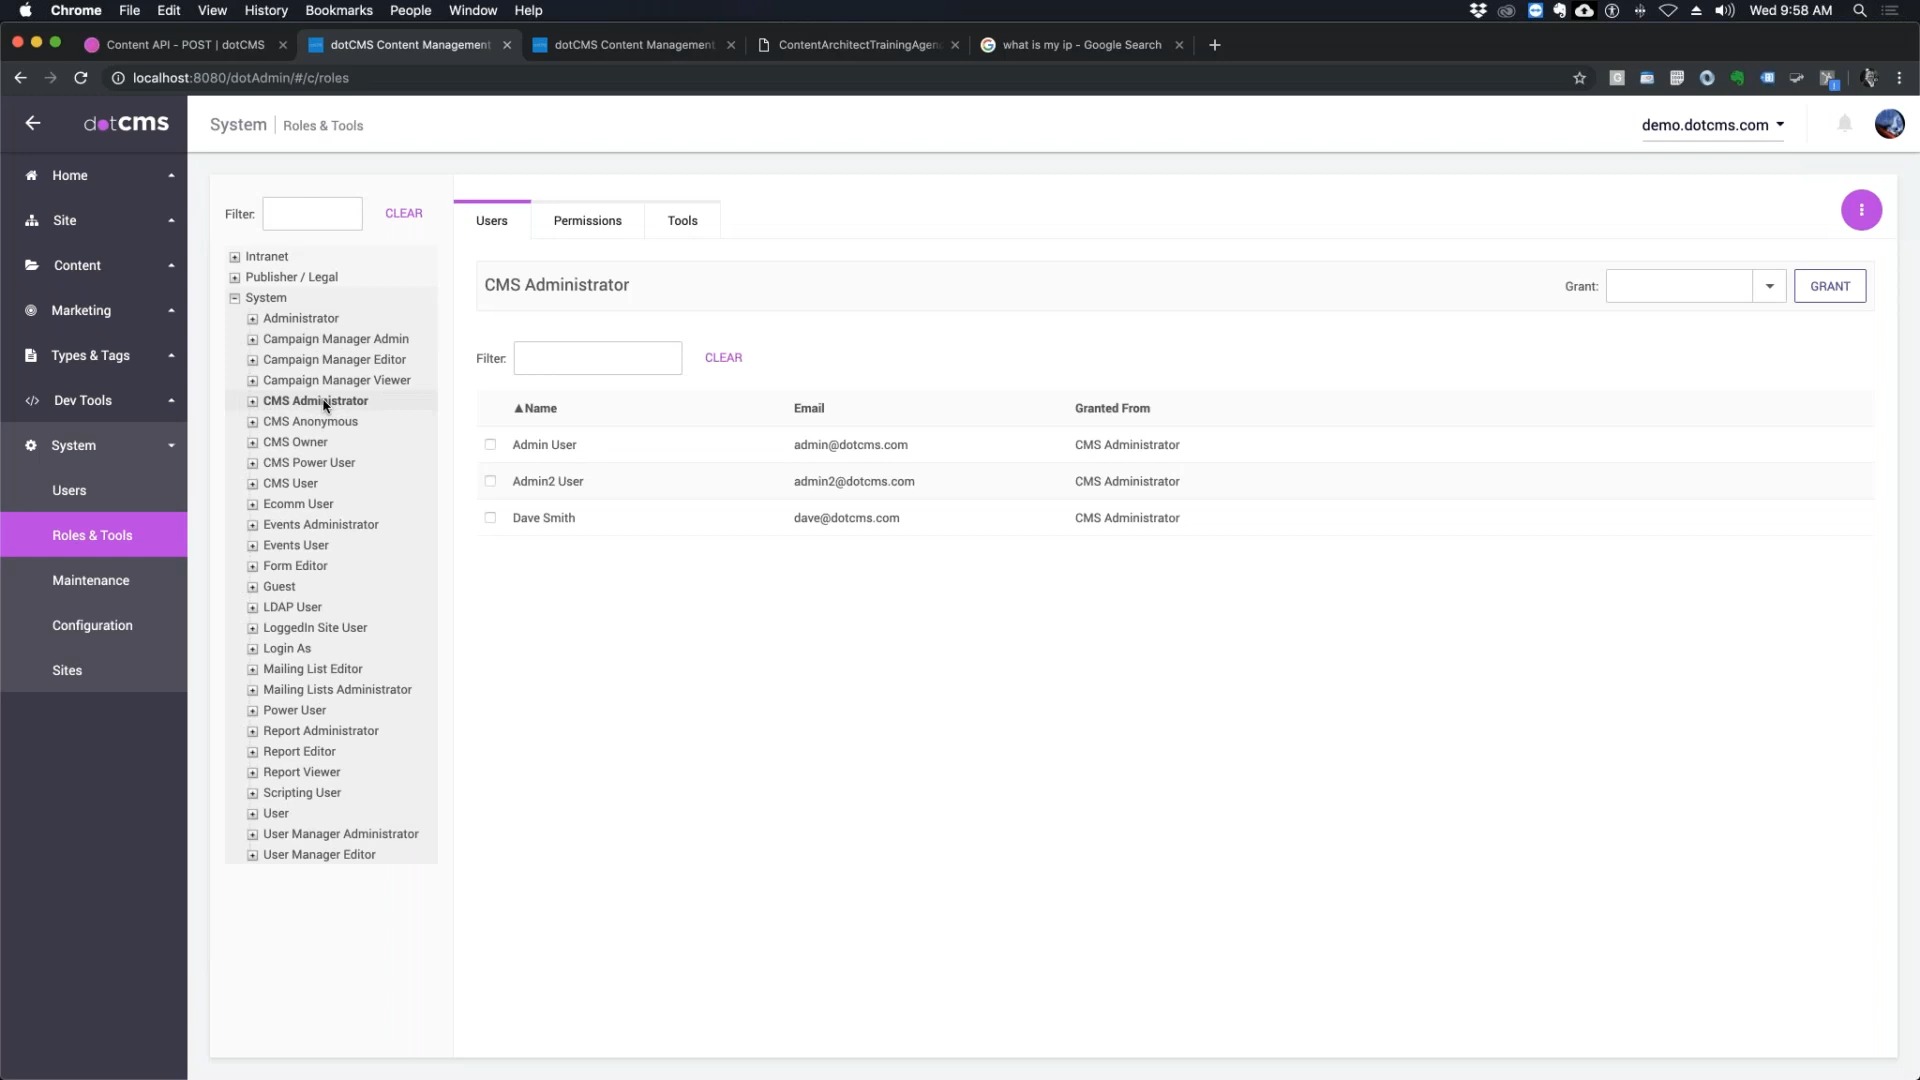 Chrome File Edit View History Bookmarks People Window Help Wed 9:58 AM
Content API - POST | dotCMS dotCMS Content Management dotCMS Content Management ContentArchitectTrainingAgen what is my ip - Google Search
localhost:8080/dotAdmin/#/c/roles
dotCMS
System Roles & Tools
demo.dotcms.com
Home
Site
Content
Marketing
Types & Tags
Dev Tools
System
Users
Roles & Tools
Maintenance
Configuration
Sites
Filter: CLEAR
Intranet
Publisher / Legal
System
Administrator
Campaign Manager Admin
Campaign Manager Editor
Campaign Manager Viewer
CMS Administrator
CMS Anonymous
CMS Owner
CMS Power User
CMS User
Ecomm User
Events Administrator
Events User
Form Editor
Guest
LDAP User
LoggedIn Site User
Login As
Mailing List Editor
Mailing Lists Administrator
Power User
Report Administrator
Report Editor
Report Viewer
Scripting User
User
User Manager Administrator
User Manager Editor
Users Permissions Tools
CMS Administrator Grant: GRANT
Filter: CLEAR
▲Name Email Granted From
Admin User admin@dotcms.com CMS Administrator
Admin2 User admin2@dotcms.com CMS Administrator
Dave Smith dave@dotcms.com CMS Administrator